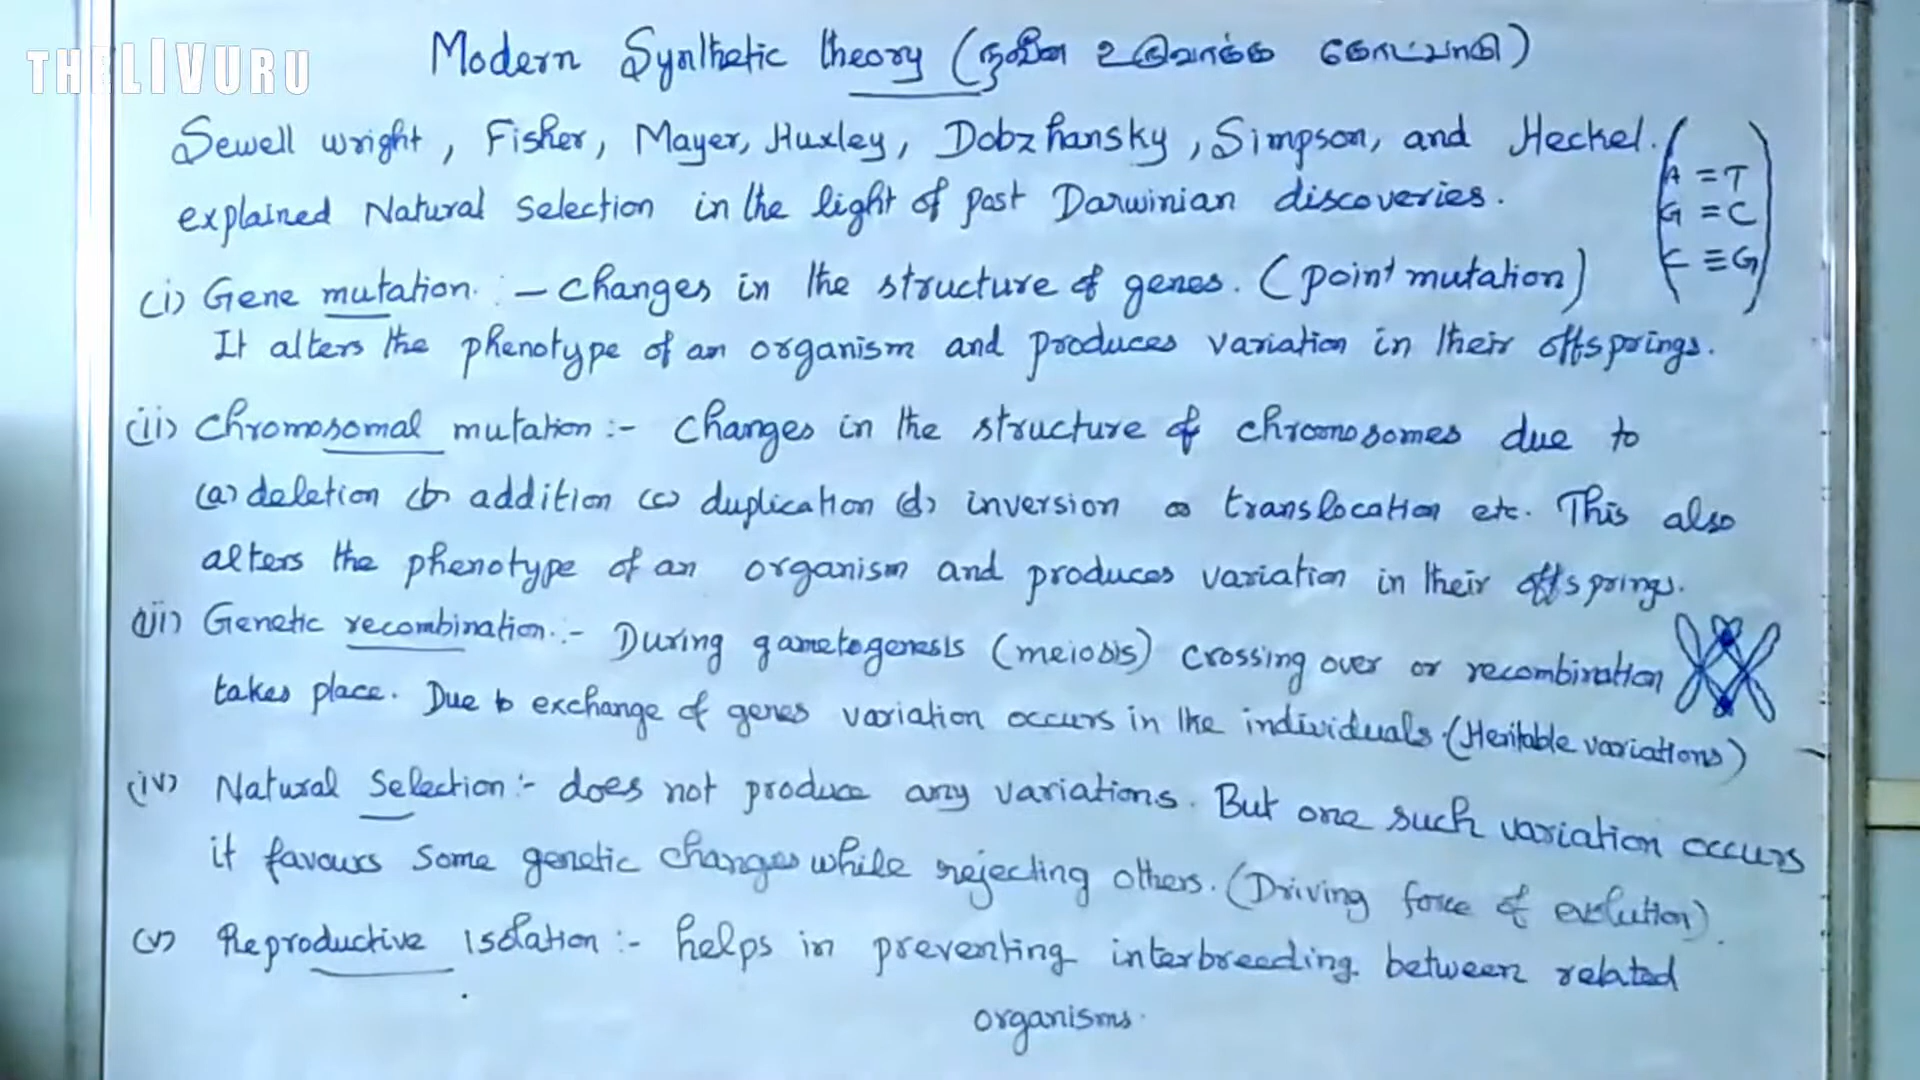 THELIVURU
Modern Synthetic theory (நவீன உருவாக்க கோட்பாடு)
Sewell wright, Fisher, Mayer, Huxley, Dobzhansky, Simpson, and Heckel.
explained Natural Selection in the light of past Darwinian discoveries.
A = T
G = C
C ≡ G
(i) Gene mutation :- changes in the structure of genes. (point mutation)
It alters the phenotype of an organism and produces variation in their offsprings.
(ii) Chromosomal mutation :- changes in the structure of chromosomes due to
(a) deletion (b) addition (c) duplication (d) inversion or translocation etc. This also
alters the phenotype of an organism and produces variation in their offsprings.
(iii) Genetic recombination :- During gametogenesis (meiosis) crossing over or recombination
takes place. Due to exchange of genes variation occurs in the individuals. (Heritable variations)
(iv) Natural Selection :- does not produce any variations. But one such variation occurs
it favours some genetic changes while rejecting others. (Driving force of evolution).
(v) Reproductive isolation :- helps in preventing interbreeding between related
organisms.